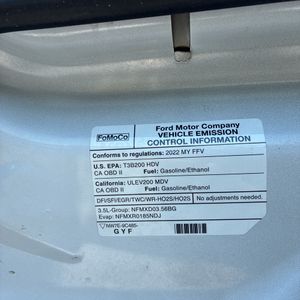 FoMoCo
Ford Motor Company
VEHICLE EMISSION
CONTROL INFORMATION
Conforms to regulations: 2022 MY FFV
U.S. EPA: T3B200 HDV
CA OBD II Fuel: Gasoline/Ethanol
California: ULEV200 MDV
CA OBD II Fuel: Gasoline/Ethanol
DFI/SFI/EGR/TWC/WR-HO2S/HO2S
No adjustments needed.
3.5L-Group: NFMXD03.56BG
Evap: NFMXR0185NDJ
NW7E-9C485-
G Y F